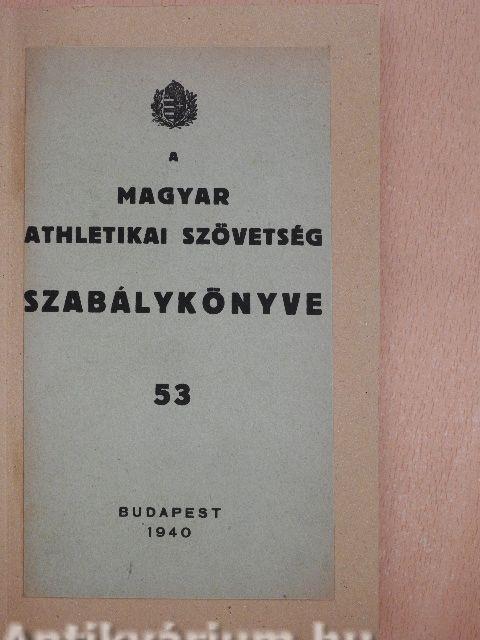 A
MAGYAR
ATHLETIKAI SZÖVETSÉG
SZABÁLYKÖNYVE
53
BUDAPEST
1940
Antikvárium.hu